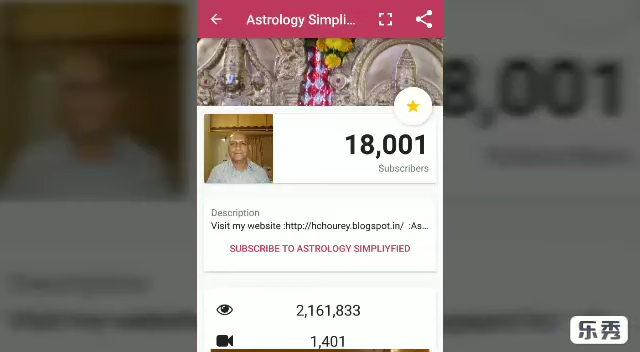 Astrology Simpli...
18,001
Subscribers
Description
Visit my website :http://hchourey.blogspot.in/ :As...
SUBSCRIBE TO ASTROLOGY SIMPLIYFIED
2,161,833
1,401
乐秀